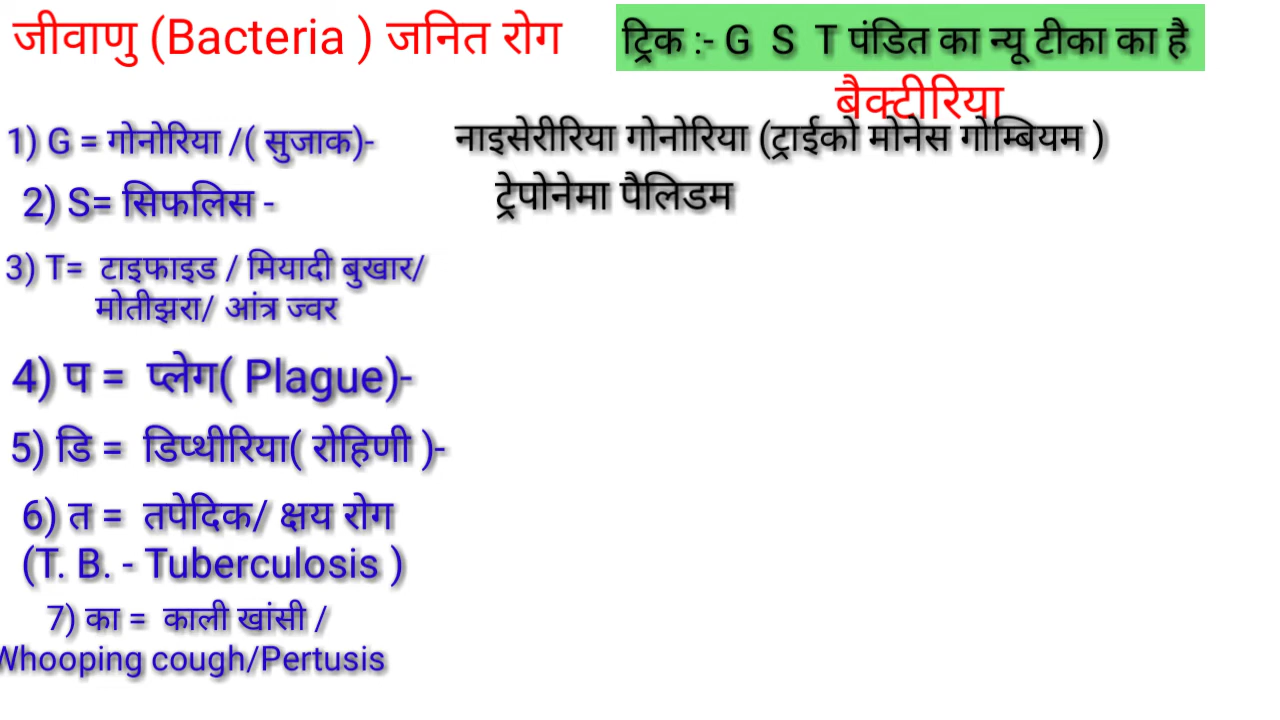 जीवाणु (Bacteria ) जनित रोग
ट्रिक :- G S T पंडित का न्यू टीका का है
बैक्टीरिया
1) G = गोनोरिया /( सुजाक)-
नाइसेरीरिया गोनोरिया (ट्राईको मोनेस गोम्बियम )
2) S= सिफलिस -
ट्रेपोनेमा पैलिडम
3) T= टाइफाइड / मियादी बुखार/
मोतीझरा/ आंत्र ज्वर
4) प = प्लेग( Plague)-
5) डि = डिप्थीरिया( रोहिणी )-
6) त = तपेदिक/ क्षय रोग
(T. B. - Tuberculosis )
7) का = काली खांसी /
Whooping cough/Pertusis